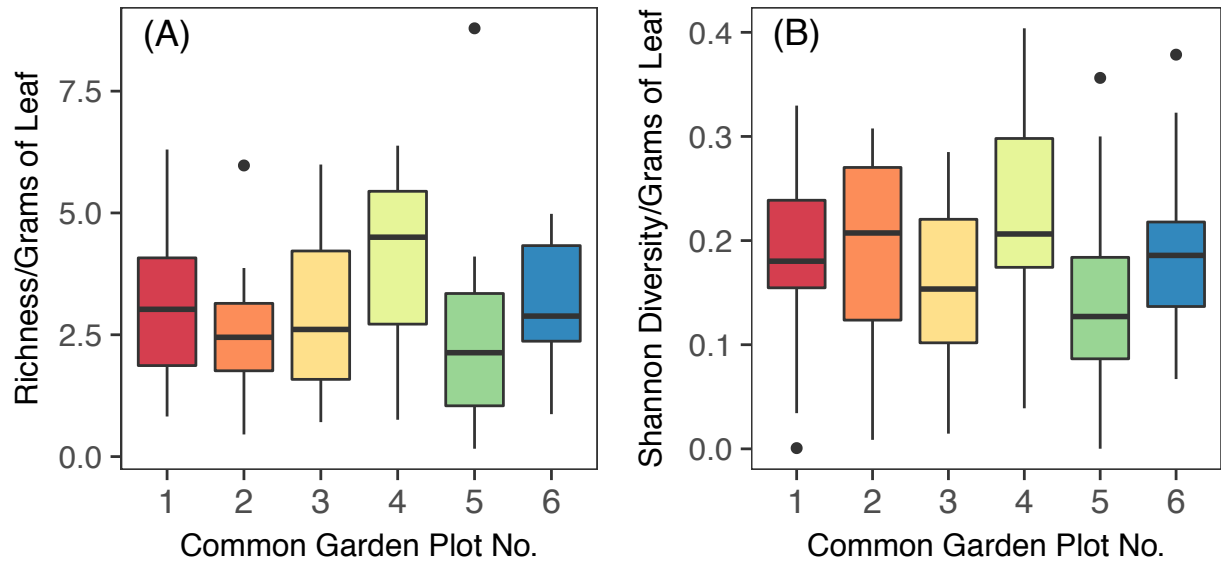 (A)
Richness/Grams of Leaf
7.5
5.0
2.5
0.0
1 2 3 4 5 6
Common Garden Plot No.
(B)
Shannon Diversity/Grams of Leaf
0.4
0.3
0.2
0.1
0.0
1 2 3 4 5 6
Common Garden Plot No.